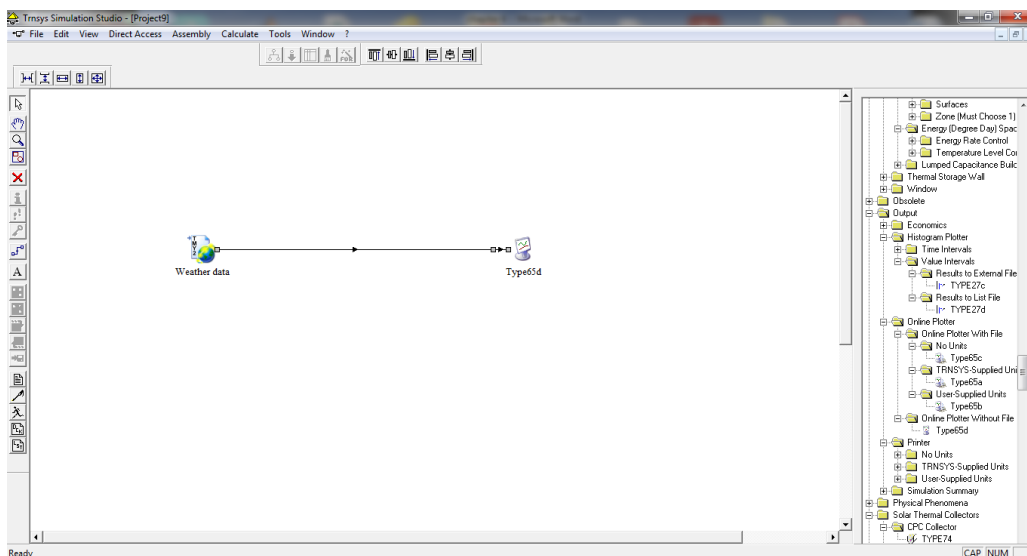 Trnsys Simulation Studio - [Project9]
File Edit View Direct Access Assembly Calculate Tools Window ?
A
TMY2
Weather data
Type65d
Surfaces
Zone (Must Choose 1)
Energy (Degree Day) Spac
Energy Rate Control
Temperature Level Cor
Lumped Capacitance Builc
Thermal Storage Wall
Window
Obsolete
Output
Economics
Histogram Plotter
Time Intervals
Value Intervals
Results to External File
TYPE27c
Results to List File
TYPE27d
Online Plotter
Online Plotter With File
No Units
Type65c
TRNSYS-Supplied Uni
Type65a
User-Supplied Units
Type65b
Online Plotter Without File
Type65d
Printer
No Units
TRNSYS-Supplied Units
User-Supplied Units
Simulation Summary
Physical Phenomena
Solar Thermal Collectors
CPC Collector
TYPE74
Ready
CAP NUM